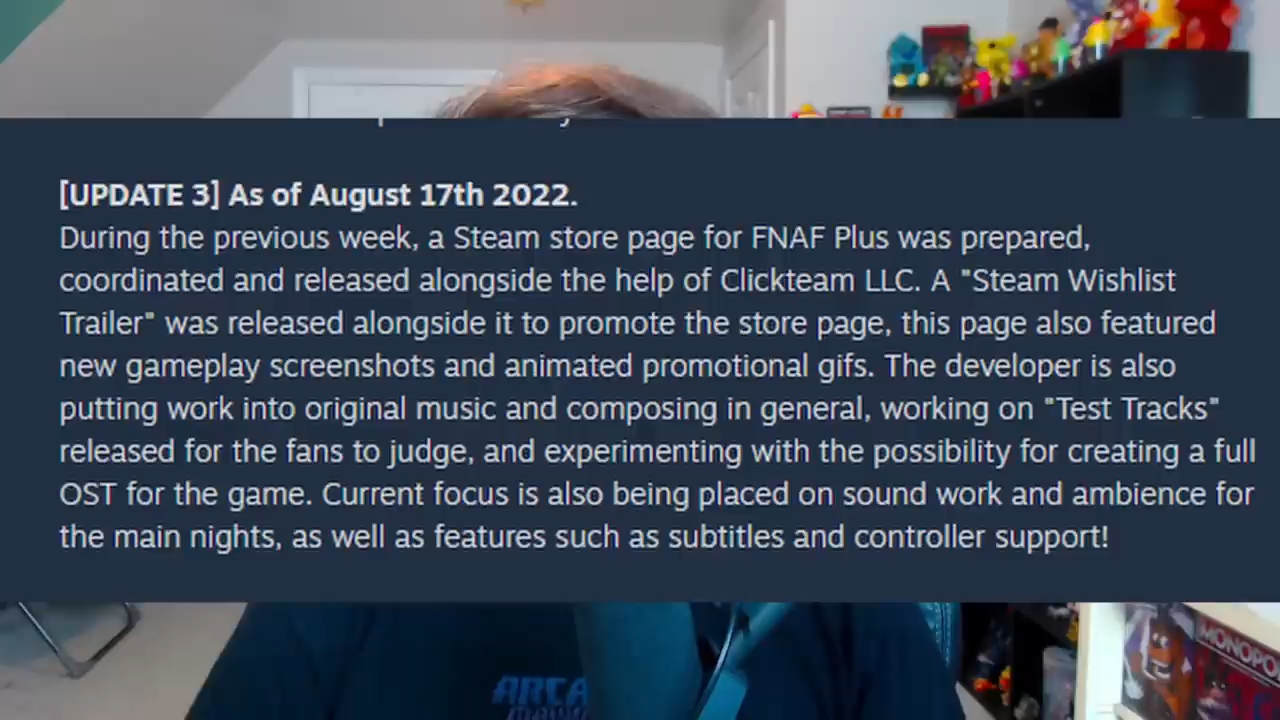 [UPDATE 3] As of August 17th 2022.
During the previous week, a Steam store page for FNAF Plus was prepared,
coordinated and released alongside the help of Clickteam LLC. A "Steam Wishlist
Trailer" was released alongside it to promote the store page, this page also featured
new gameplay screenshots and animated promotional gifs. The developer is also
putting work into original music and composing in general, working on "Test Tracks"
released for the fans to judge, and experimenting with the possibility for creating a full
OST for the game. Current focus is also being placed on sound work and ambience for
the main nights, as well as features such as subtitles and controller support!
ARCA
MONOPO